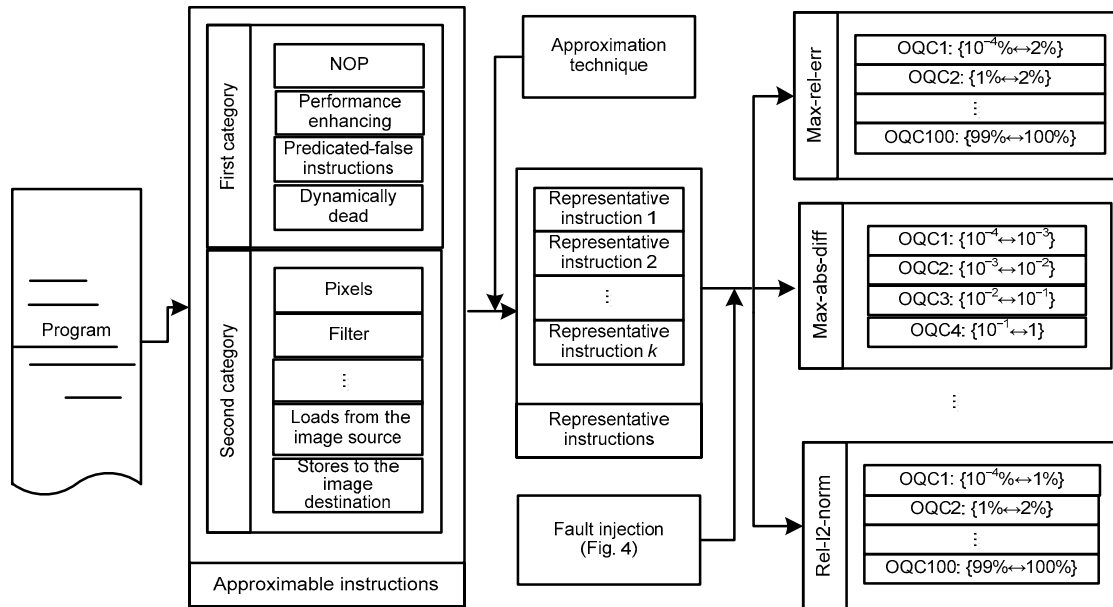 Program
First category
NOP
Performance
enhancing
Predicated-false
instructions
Dynamically
dead
Second category
Pixels
Filter
⋮
Loads from the
image source
Stores to the
image
destination
Approximable instructions
Approximation
technique
Representative
instruction 1
Representative
instruction 2
⋮
Representative
instruction k
Representative
instructions
Fault injection
(Fig. 4)
Max-rel-err
OQC1: {10⁻⁴%↔2%}
OQC2: {1%↔2%}
⋮
OQC100: {99%↔100%}
Max-abs-diff
OQC1: {10⁻⁴↔10⁻³}
OQC2: {10⁻³↔10⁻²}
OQC3: {10⁻²↔10⁻¹}
OQC4: {10⁻¹↔1}
⋮
Rel-l2-norm
OQC1: {10⁻⁴%↔1%}
OQC2: {1%↔2%}
⋮
OQC100: {99%↔100%}